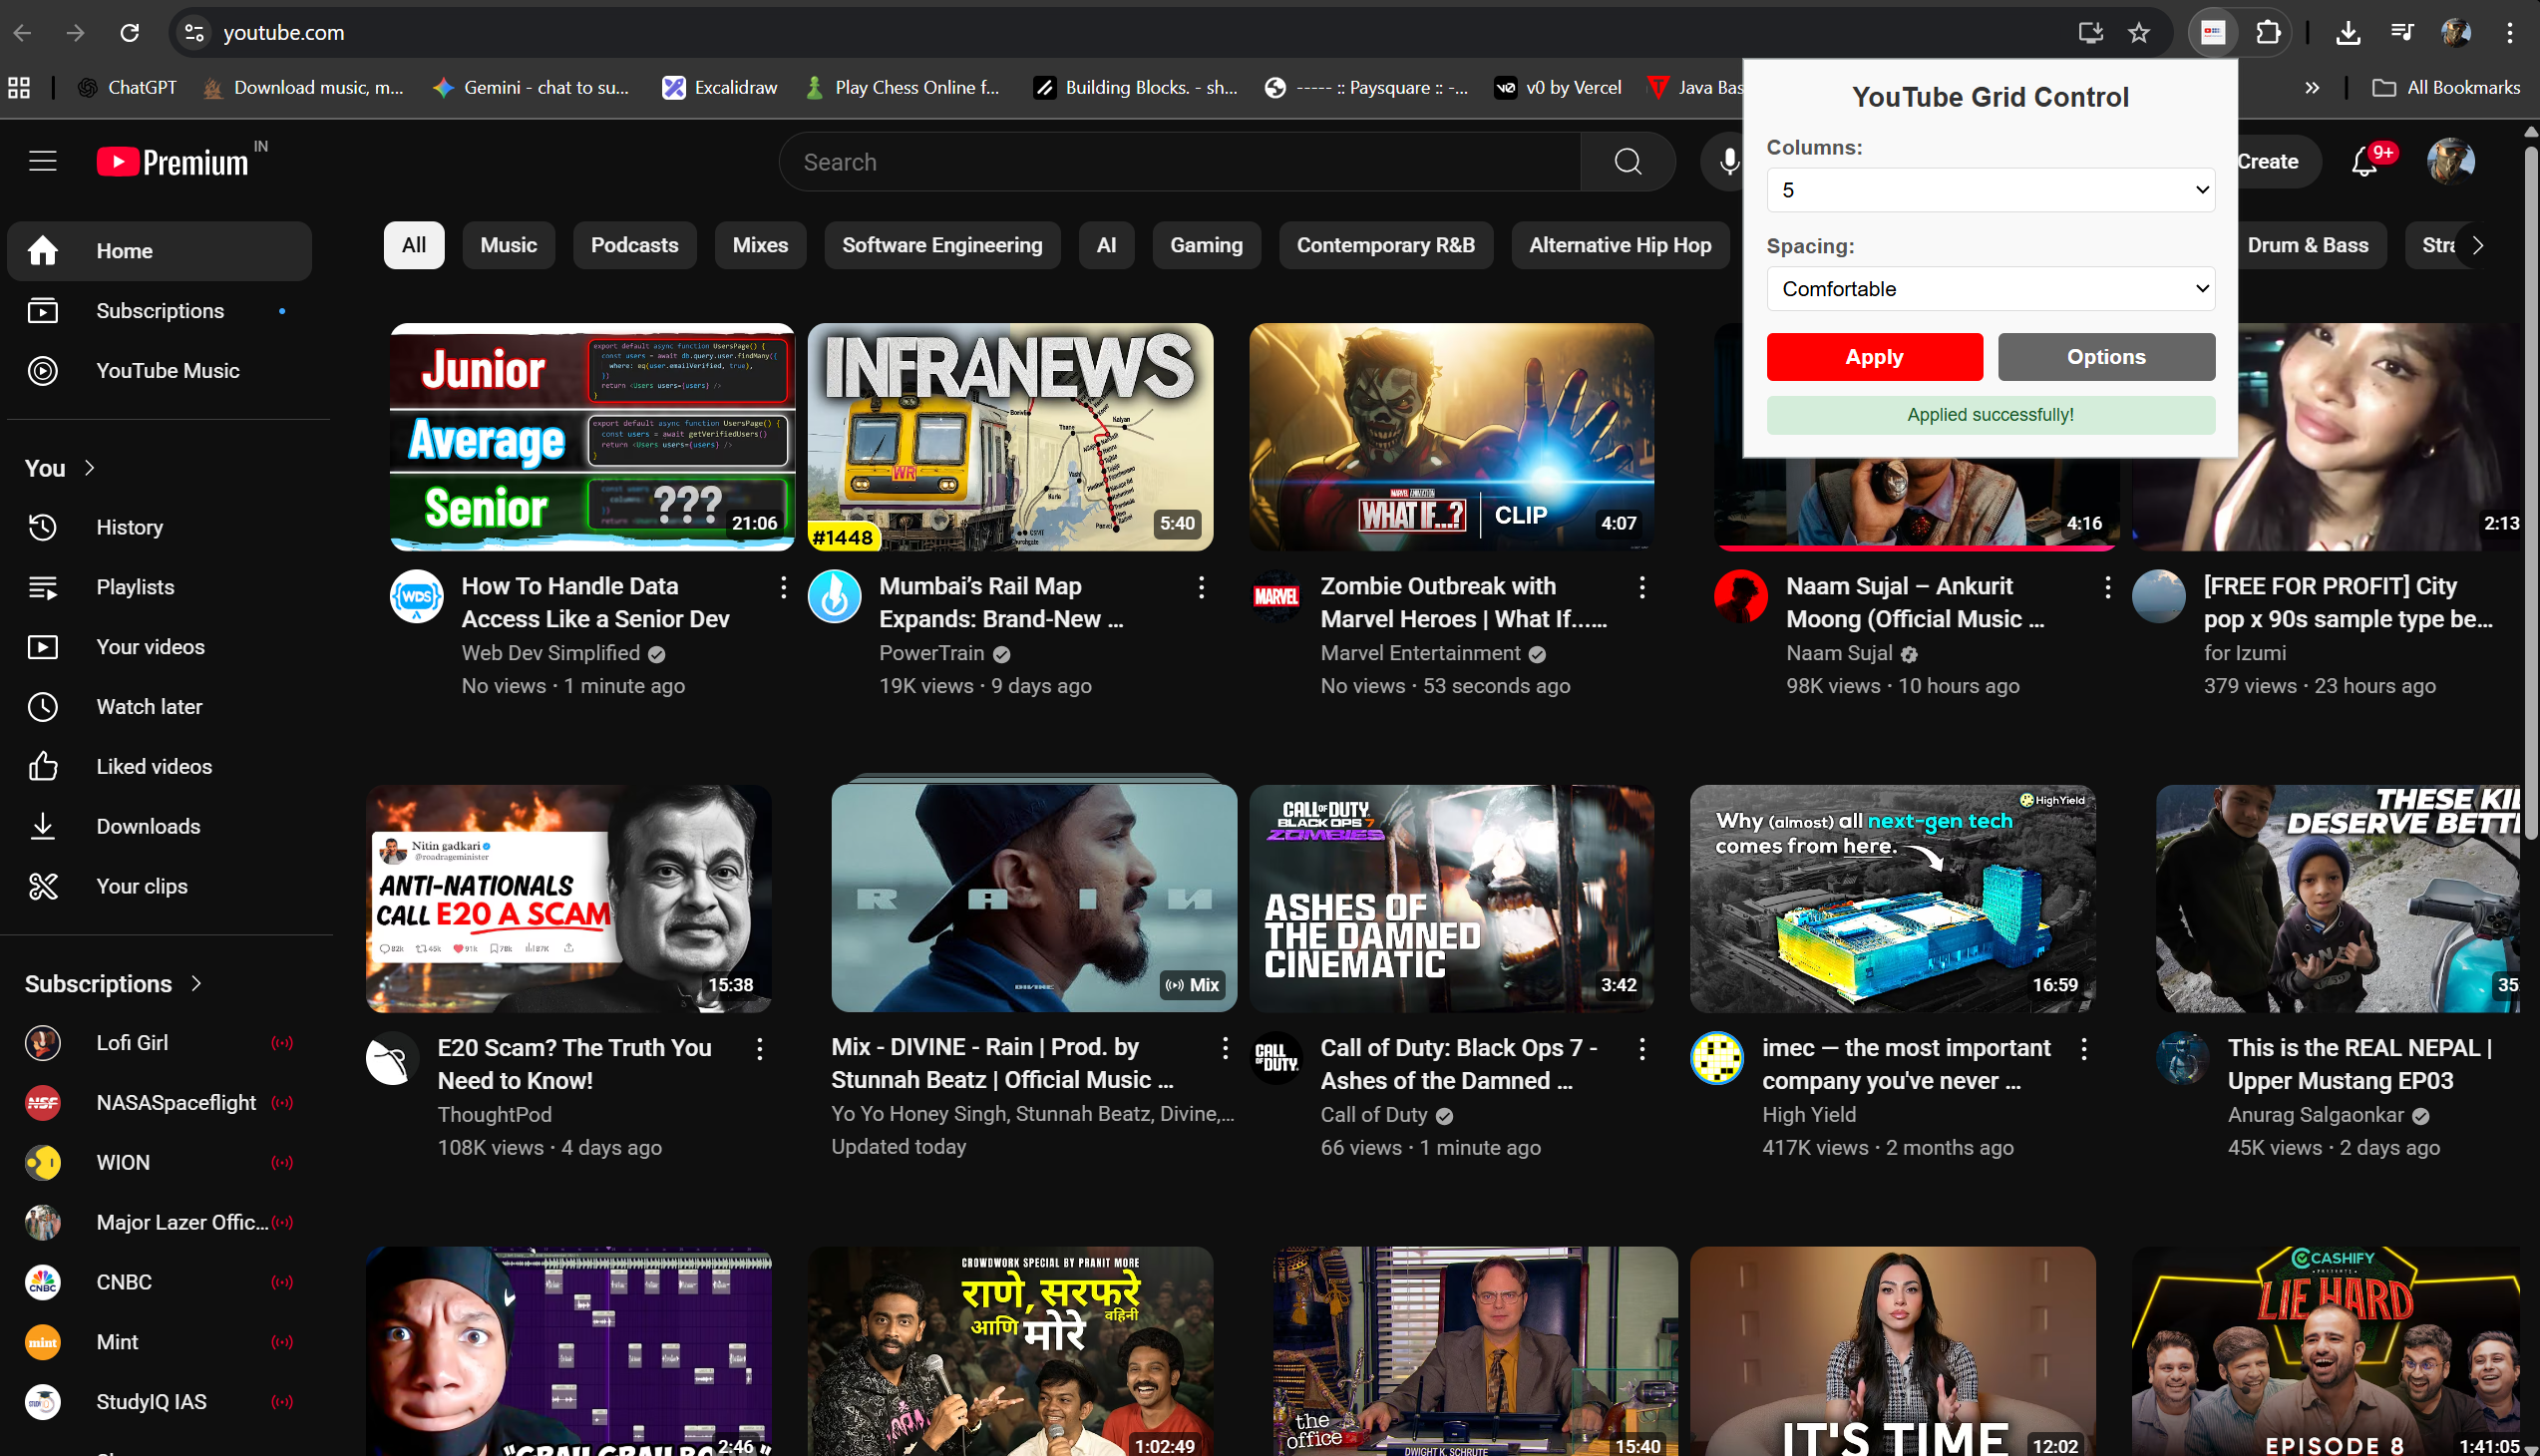 youtube.com
ChatGPT
Download music, m...
Gemini - chat to su...
Excalidraw
Play Chess Online f...
Building Blocks. - sh...
----- :: Paysquare :: -...
v0 by Vercel
Java Bas
All Bookmarks
YouTube Grid Control
Columns:
5
Spacing:
Comfortable
Apply
Options
Applied successfully!
Premium
IN
Search
Create
9+
Home
Subscriptions
YouTube Music
You
History
Playlists
Your videos
Watch later
Liked videos
Downloads
Your clips
Subscriptions
Lofi Girl
NASASpaceflight
WION
Major Lazer Offic...
CNBC
Mint
StudyIQ IAS
All
Music
Podcasts
Mixes
Software Engineering
AI
Gaming
Contemporary R&B
Alternative Hip Hop
Drum & Bass
Junior
Average
Senior
???
21:06
How To Handle Data
Access Like a Senior Dev
Web Dev Simplified
No views • 1 minute ago
INFRANEWS
WR
#1448
5:40
Mumbai’s Rail Map
Expands: Brand-New ...
PowerTrain
19K views • 9 days ago
WHAT IF...?
CLIP
4:07
MARVEL
Zombie Outbreak with
Marvel Heroes | What If......
Marvel Entertainment
No views • 53 seconds ago
4:16
Naam Sujal – Ankurit
Moong (Official Music ...
Naam Sujal
98K views • 10 hours ago
2:13
[FREE FOR PROFIT] City
pop x 90s sample type be...
for Izumi
379 views • 23 hours ago
Nitin gadkari
@roadrageminister
ANTI-NATIONALS
CALL E20 A SCAM
15:38
E20 Scam? The Truth You
Need to Know!
ThoughtPod
108K views • 4 days ago
Mix
Mix - DIVINE - Rain | Prod. by
Stunnah Beatz | Official Music ...
Yo Yo Honey Singh, Stunnah Beatz, Divine,...
Updated today
CALL OF DUTY
BLACK OPS 7
ZOMBIES
ASHES OF
THE DAMNED
CINEMATIC
3:42
CALL
DUTY.
Call of Duty: Black Ops 7 -
Ashes of the Damned ...
Call of Duty
66 views • 1 minute ago
HighYield
Why (almost) all next-gen tech
comes from here.
16:59
imec — the most important
company you've never ...
High Yield
417K views • 2 months ago
THESE KI
DESERVE BETT
35
This is the REAL NEPAL |
Upper Mustang EP03
Anurag Salgaonkar
45K views • 2 days ago
2:46
CROWDWORK SPECIAL BY PRANIT MORE
राणे, सरफरे
वहिनी
आणि मोरे
1:02:49
the
office
DWIGHT K. SCHRUTE
15:40
IT'S TIME
12:02
CASHIFY
PRESENTS
LIE HARD
EPISODE 8
1:41:05